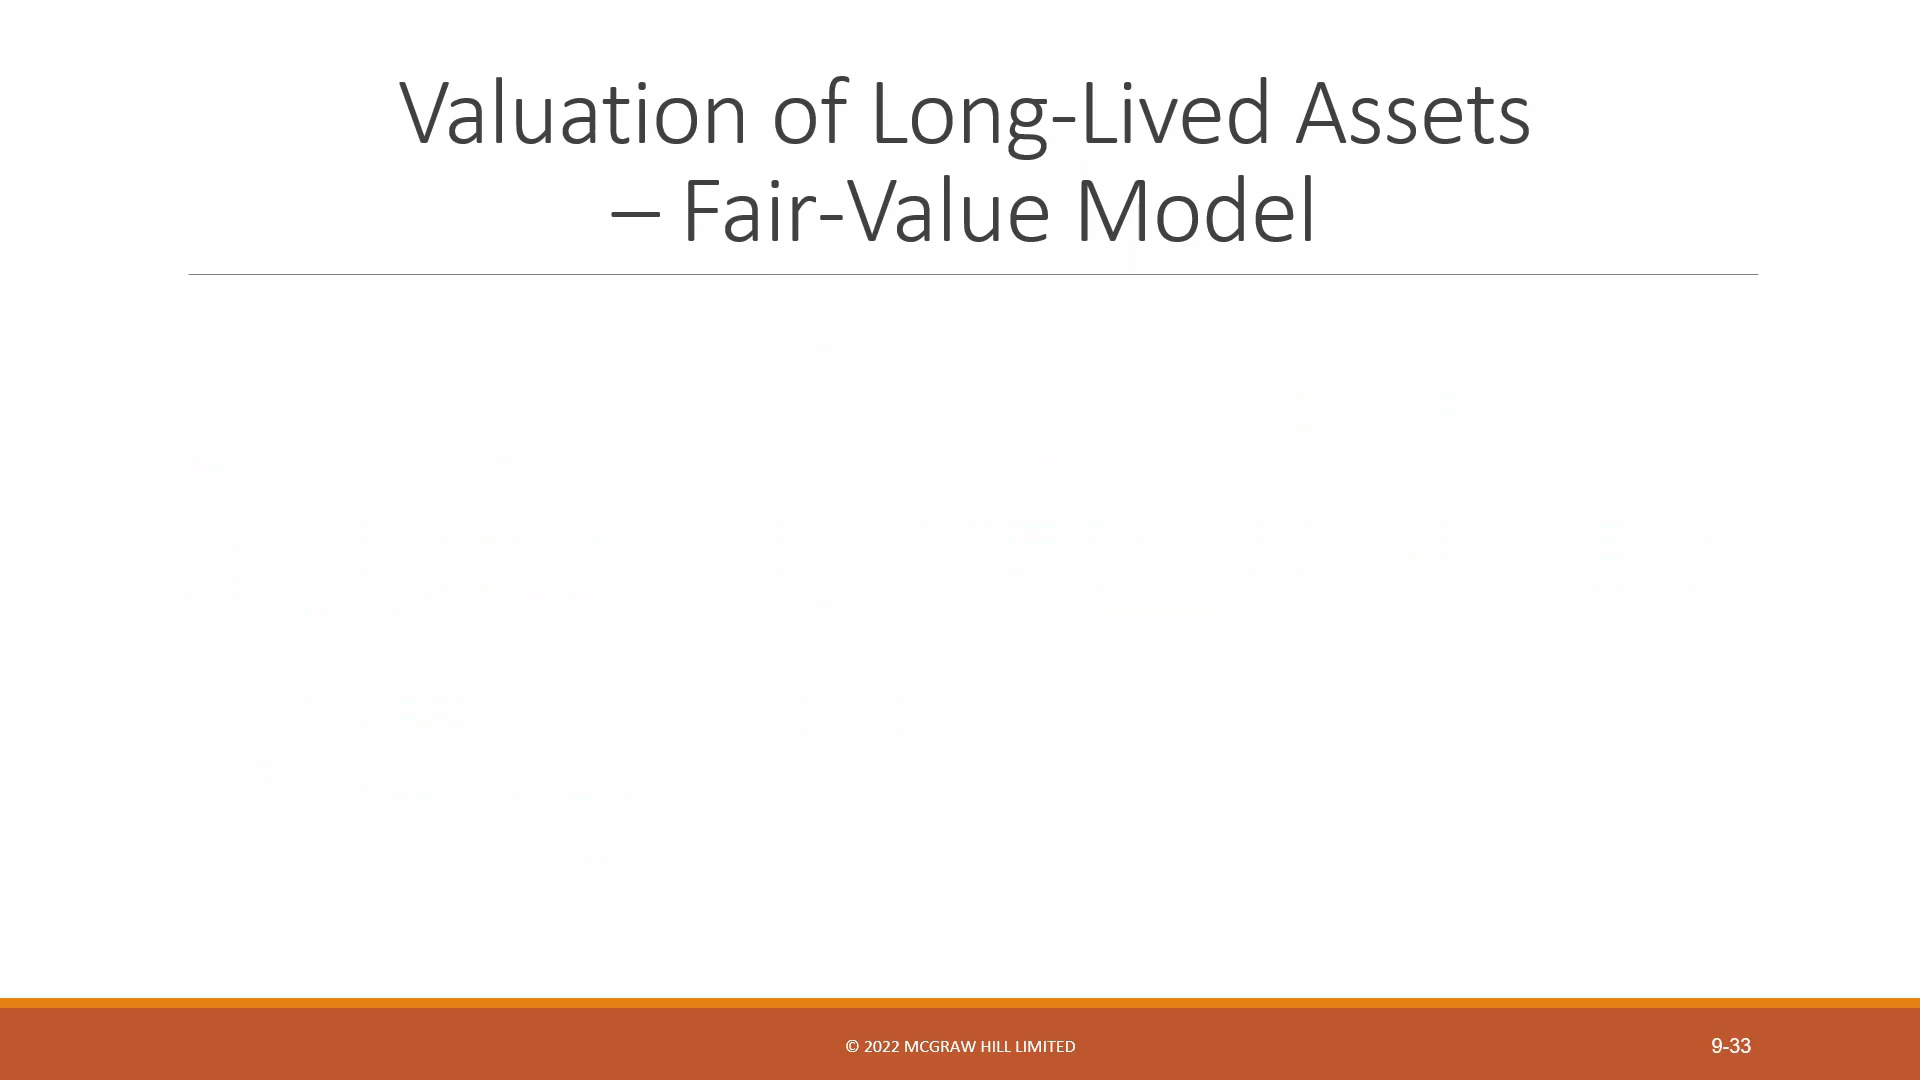 Valuation of Long-Lived Assets
– Fair-Value Model
© 2022 MCGRAW HILL LIMITED
9-33